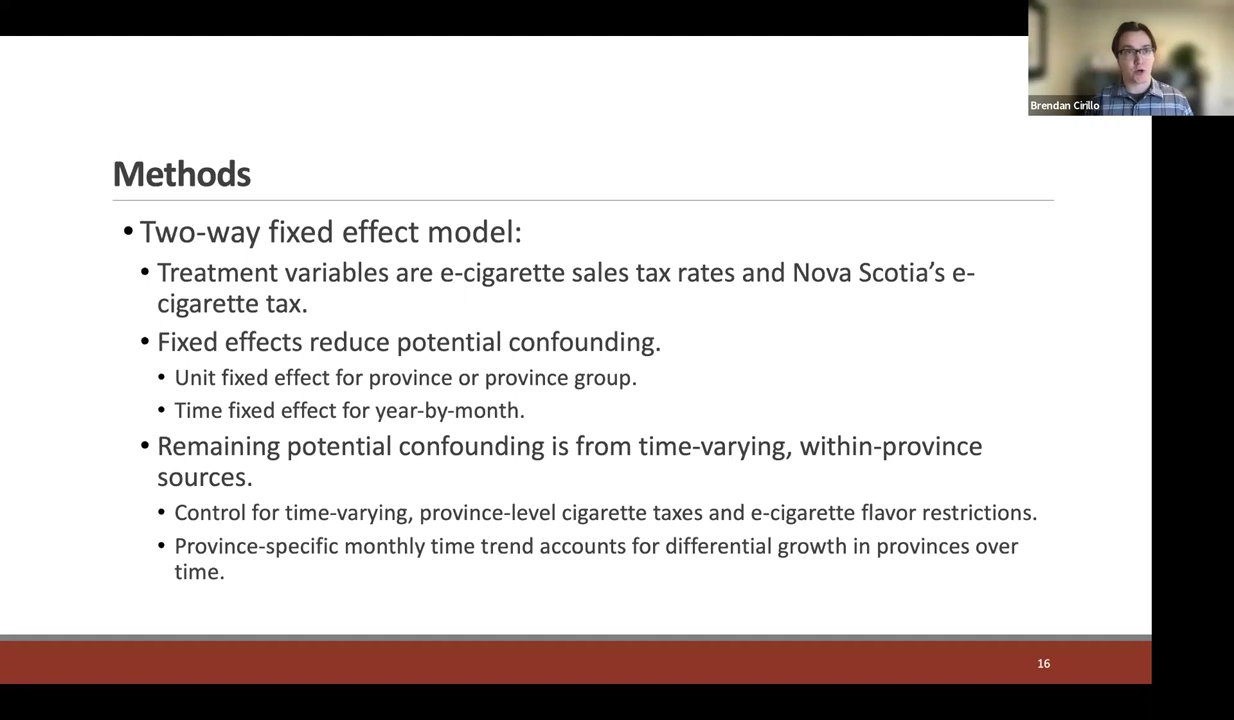 Brendan Cirillo
Methods
• Two-way fixed effect model:
• Treatment variables are e-cigarette sales tax rates and Nova Scotia's e-
cigarette tax.
• Fixed effects reduce potential confounding.
• Unit fixed effect for province or province group.
• Time fixed effect for year-by-month.
• Remaining potential confounding is from time-varying, within-province
sources.
• Control for time-varying, province-level cigarette taxes and e-cigarette flavor restrictions.
• Province-specific monthly time trend accounts for differential growth in provinces over
time.
16